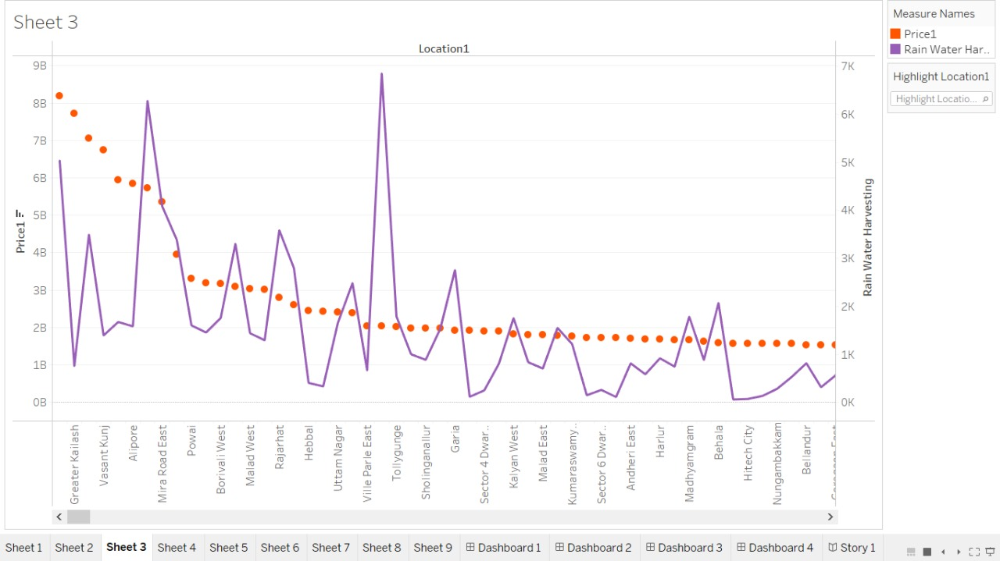 Sheet 3
Location1
9B
8B
7B
6B
5B
4B
3B
2B
1B
0B
Price1
7K
6K
5K
4K
3K
2K
1K
0K
Rain Water Harvesting
Greater Kailash
Vasant Kunj
Alipore
Mira Road East
Powai
Borivali West
Malad West
Rajarhat
Hebbal
Uttam Nagar
Ville Parle East
Tollygunge
Sholinganallur
Garia
Sector 4 Dwar..
Kalyan West
Malad East
Kumaraswamy..
Sector 6 Dwar..
Andheri East
Harlur
Madhyamgram
Behala
Hitech City
Nungambakkam
Bellandur
Measure Names
Price1
Rain Water Har..
Highlight Location1
Highlight Locatio...
Sheet 1 Sheet 2 Sheet 3 Sheet 4 Sheet 5 Sheet 6 Sheet 7 Sheet 8 Sheet9 Dashboard 1 Dashboard 2 Dashboard 3 Dashboard 4 Story 1